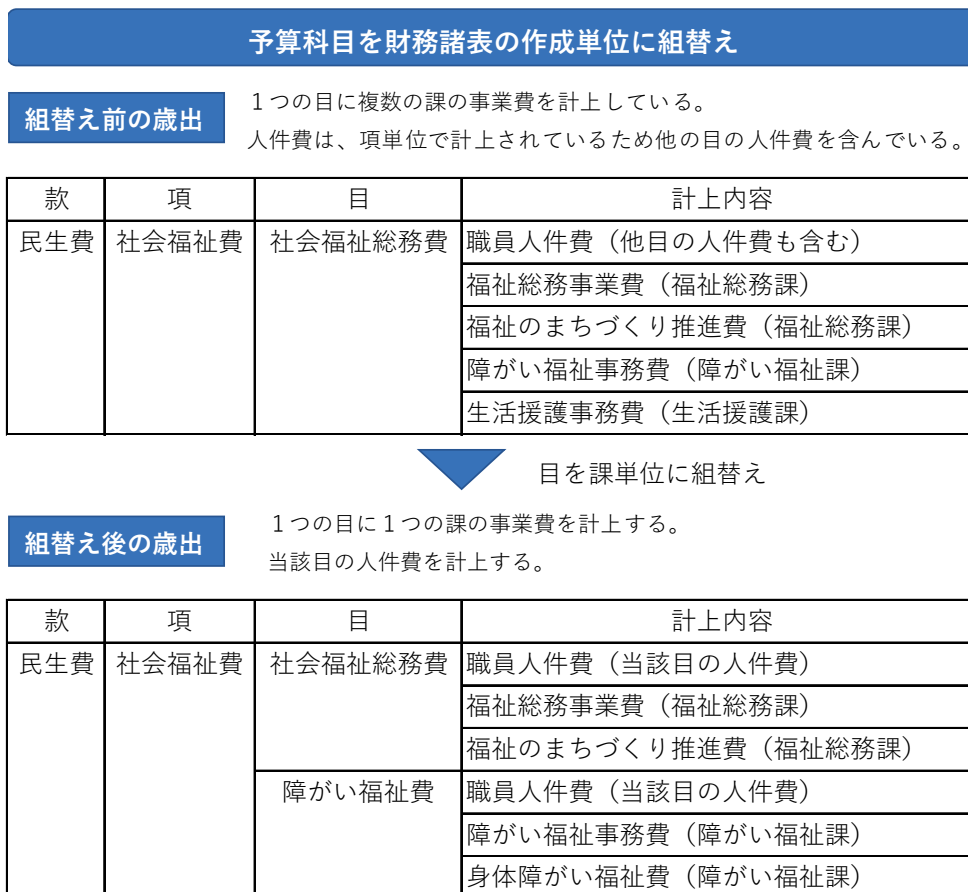 予算科目を財務諸表の作成単位に組替え
組替え前の歳出
１つの目に複数の課の事業費を計上している。
人件費は、項単位で計上されているため他の目の人件費を含んでいる。
款 項 目 計上内容
民生費 社会福祉費 社会福祉総務費 職員人件費（他目の人件費も含む）
福祉総務事業費（福祉総務課）
福祉のまちづくり推進費（福祉総務課）
障がい福祉事務費（障がい福祉課）
生活援護事務費（生活援護課）
目を課単位に組替え
組替え後の歳出
１つの目に１つの課の事業費を計上する。
当該目の人件費を計上する。
款 項 目 計上内容
民生費 社会福祉費 社会福祉総務費 職員人件費（当該目の人件費）
福祉総務事業費（福祉総務課）
福祉のまちづくり推進費（福祉総務課）
障がい福祉費 職員人件費（当該目の人件費）
障がい福祉事務費（障がい福祉課）
身体障がい福祉費（障がい福祉課）